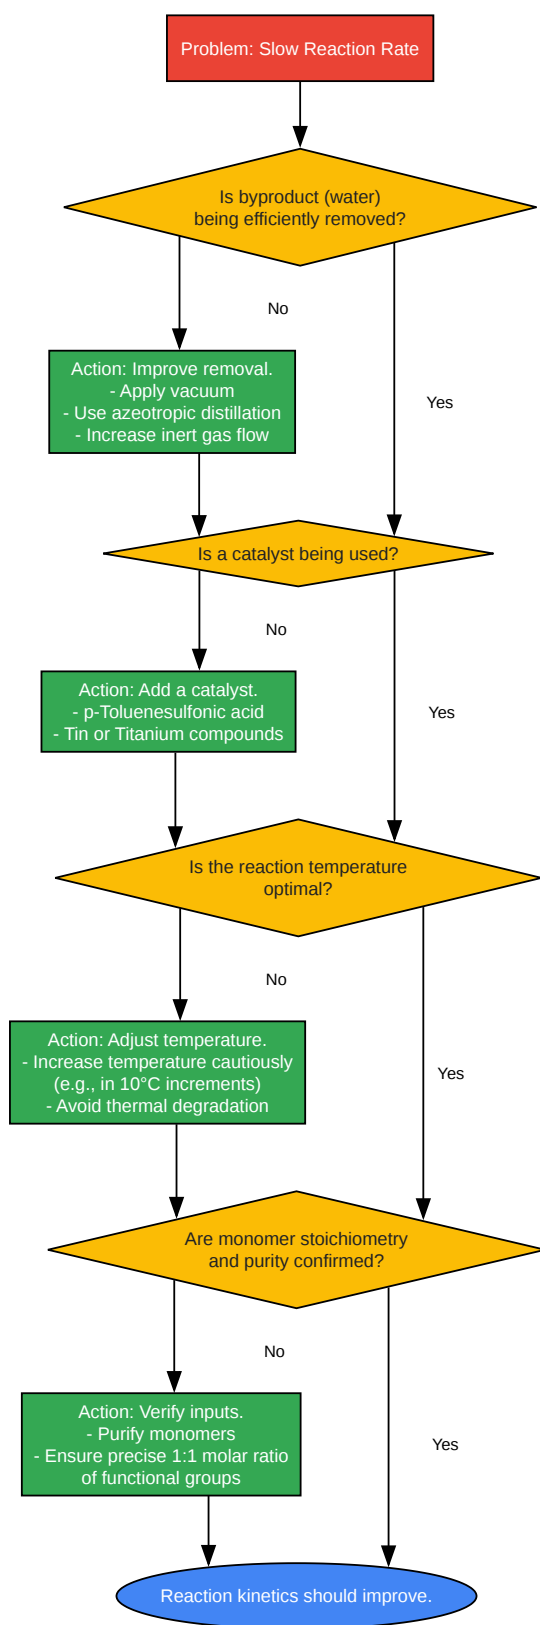 Problem: Slow Reaction Rate
Is byproduct (water)
being efficiently removed?
No
Action: Improve removal.
- Apply vacuum
- Use azeotropic distillation
- Increase inert gas flow
Yes
Is a catalyst being used?
No
Action: Add a catalyst.
- p-Toluenesulfonic acid
- Tin or Titanium compounds
Yes
Is the reaction temperature
optimal?
No
Action: Adjust temperature.
- Increase temperature cautiously
(e.g., in 10°C increments)
- Avoid thermal degradation
Yes
Are monomer stoichiometry
and purity confirmed?
No
Action: Verify inputs.
- Purify monomers
- Ensure precise 1:1 molar ratio
of functional groups
Yes
Reaction kinetics should improve.